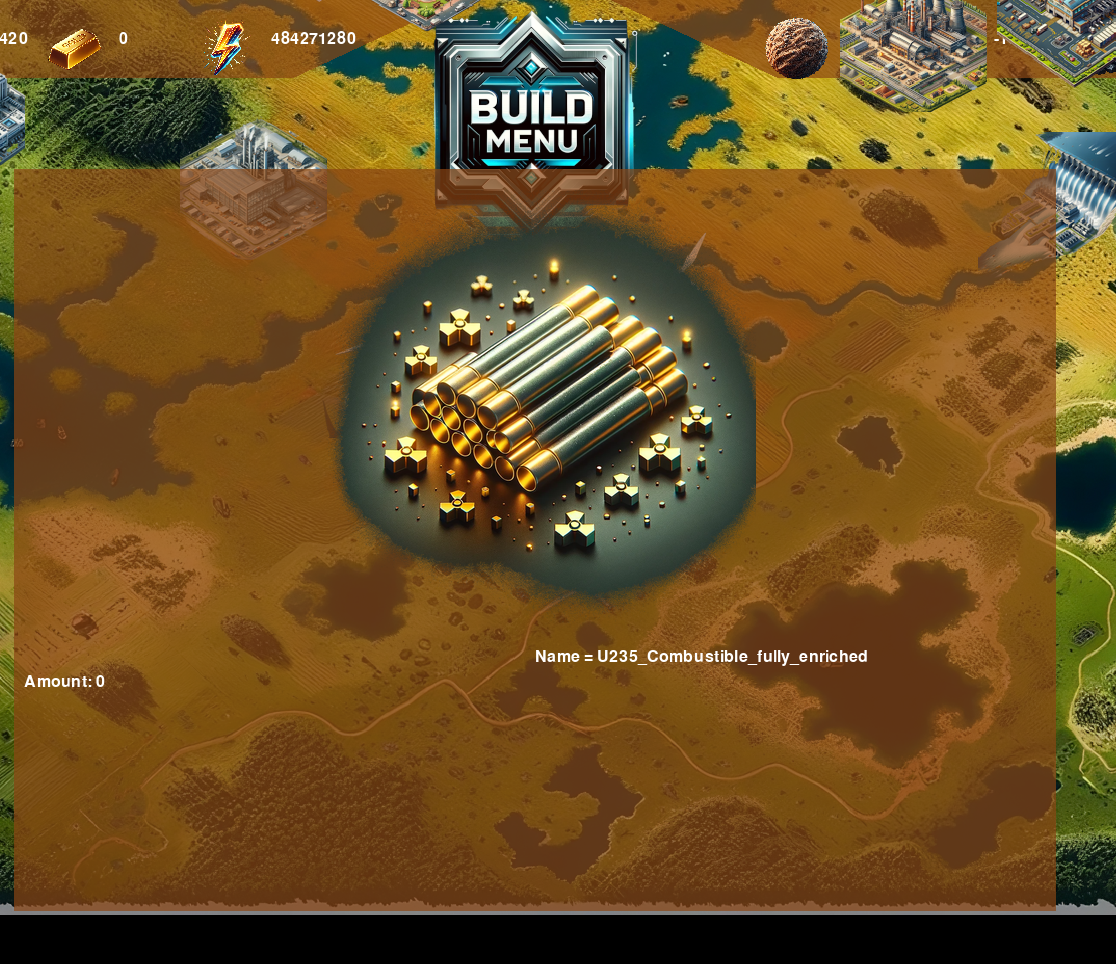 420
0
484271280
BUILD
MENU
Name = U235_Combustible_fully_enriched
Amount: 0